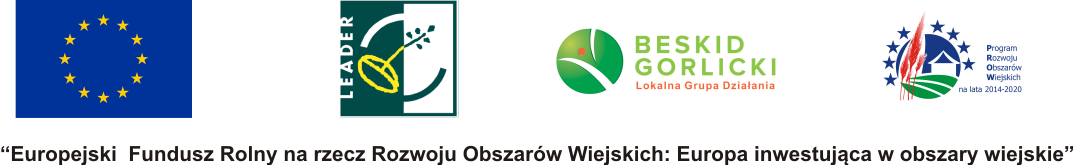 LEADER
BESKID
GORLICKI
Lokalna Grupa Działania
Program
Rozwoju
Obszarów
Wiejskich
na lata 2014-2020
“Europejski  Fundusz Rolny na rzecz Rozwoju Obszarów Wiejskich: Europa inwestująca w obszary wiejskie”